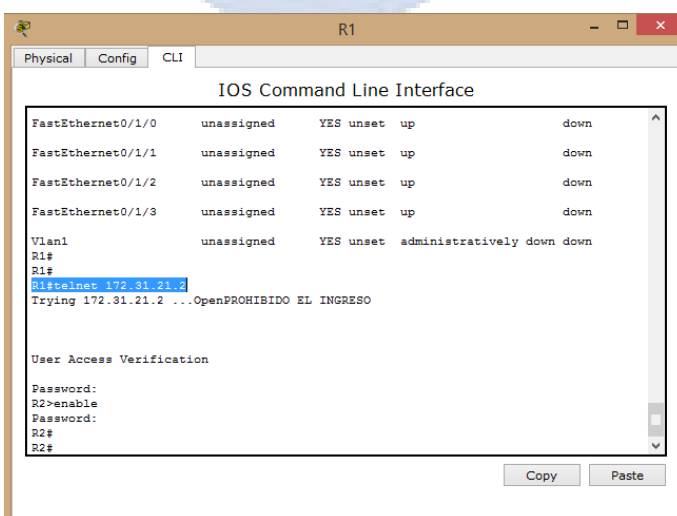 R1
Physical Config CLI
IOS Command Line Interface
FastEthernet0/1/0 unassigned YES unset up down
FastEthernet0/1/1 unassigned YES unset up down
FastEthernet0/1/2 unassigned YES unset up down
FastEthernet0/1/3 unassigned YES unset up down
Vlan1 unassigned YES unset administratively down down
R1#
R1#
R1#telnet 172.31.21.2
Trying 172.31.21.2 ...OpenPROHIBIDO EL INGRESO
User Access Verification
Password:
R2>enable
Password:
R2#
R2#
Copy Paste